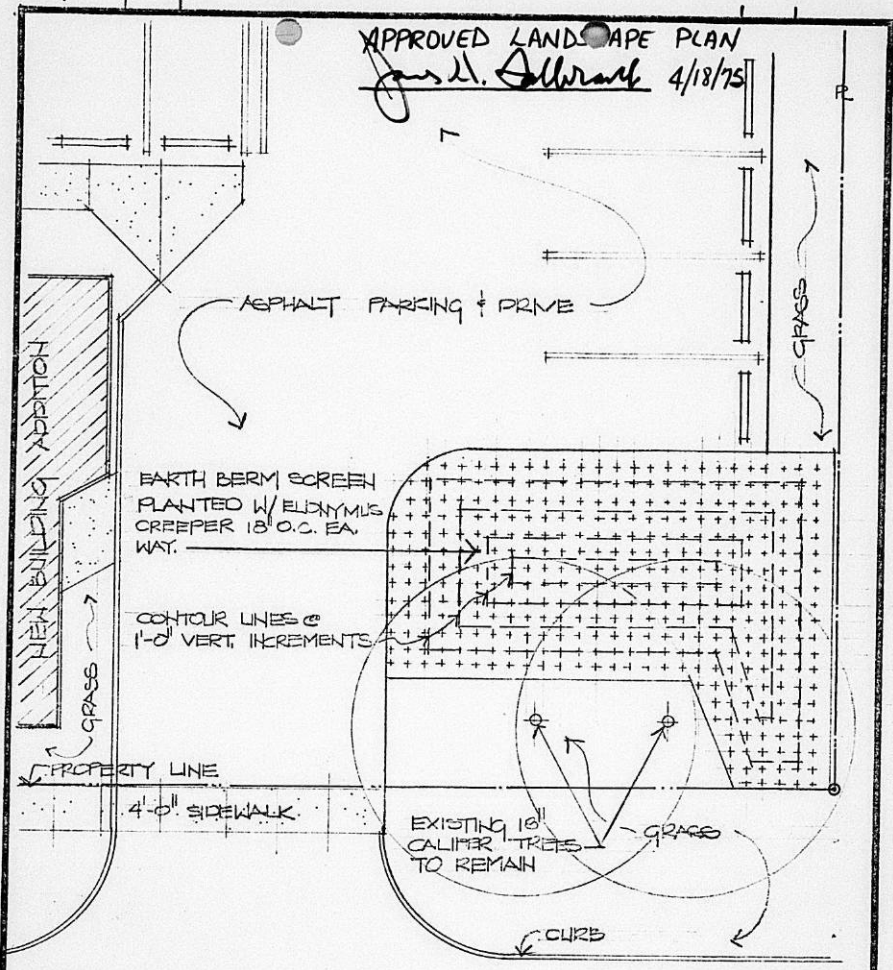 APPROVED LANDSCAPE PLAN
4/18/75
PL
ASPHALT PARKING & DRIVE
GRASS
NEW BUILDING ADDITION
EARTH BERM SCREEN
PLANTED W/ EUONYMUS
CREEPER 18" O.C. EA.
WAY.
CONTOUR LINES @
1'-0" VERT. INCREMENTS
GRASS
PROPERTY LINE
4'-0" SIDEWALK
EXISTING 18"
CALIPER TREES
TO REMAIN
GRASS
CURB